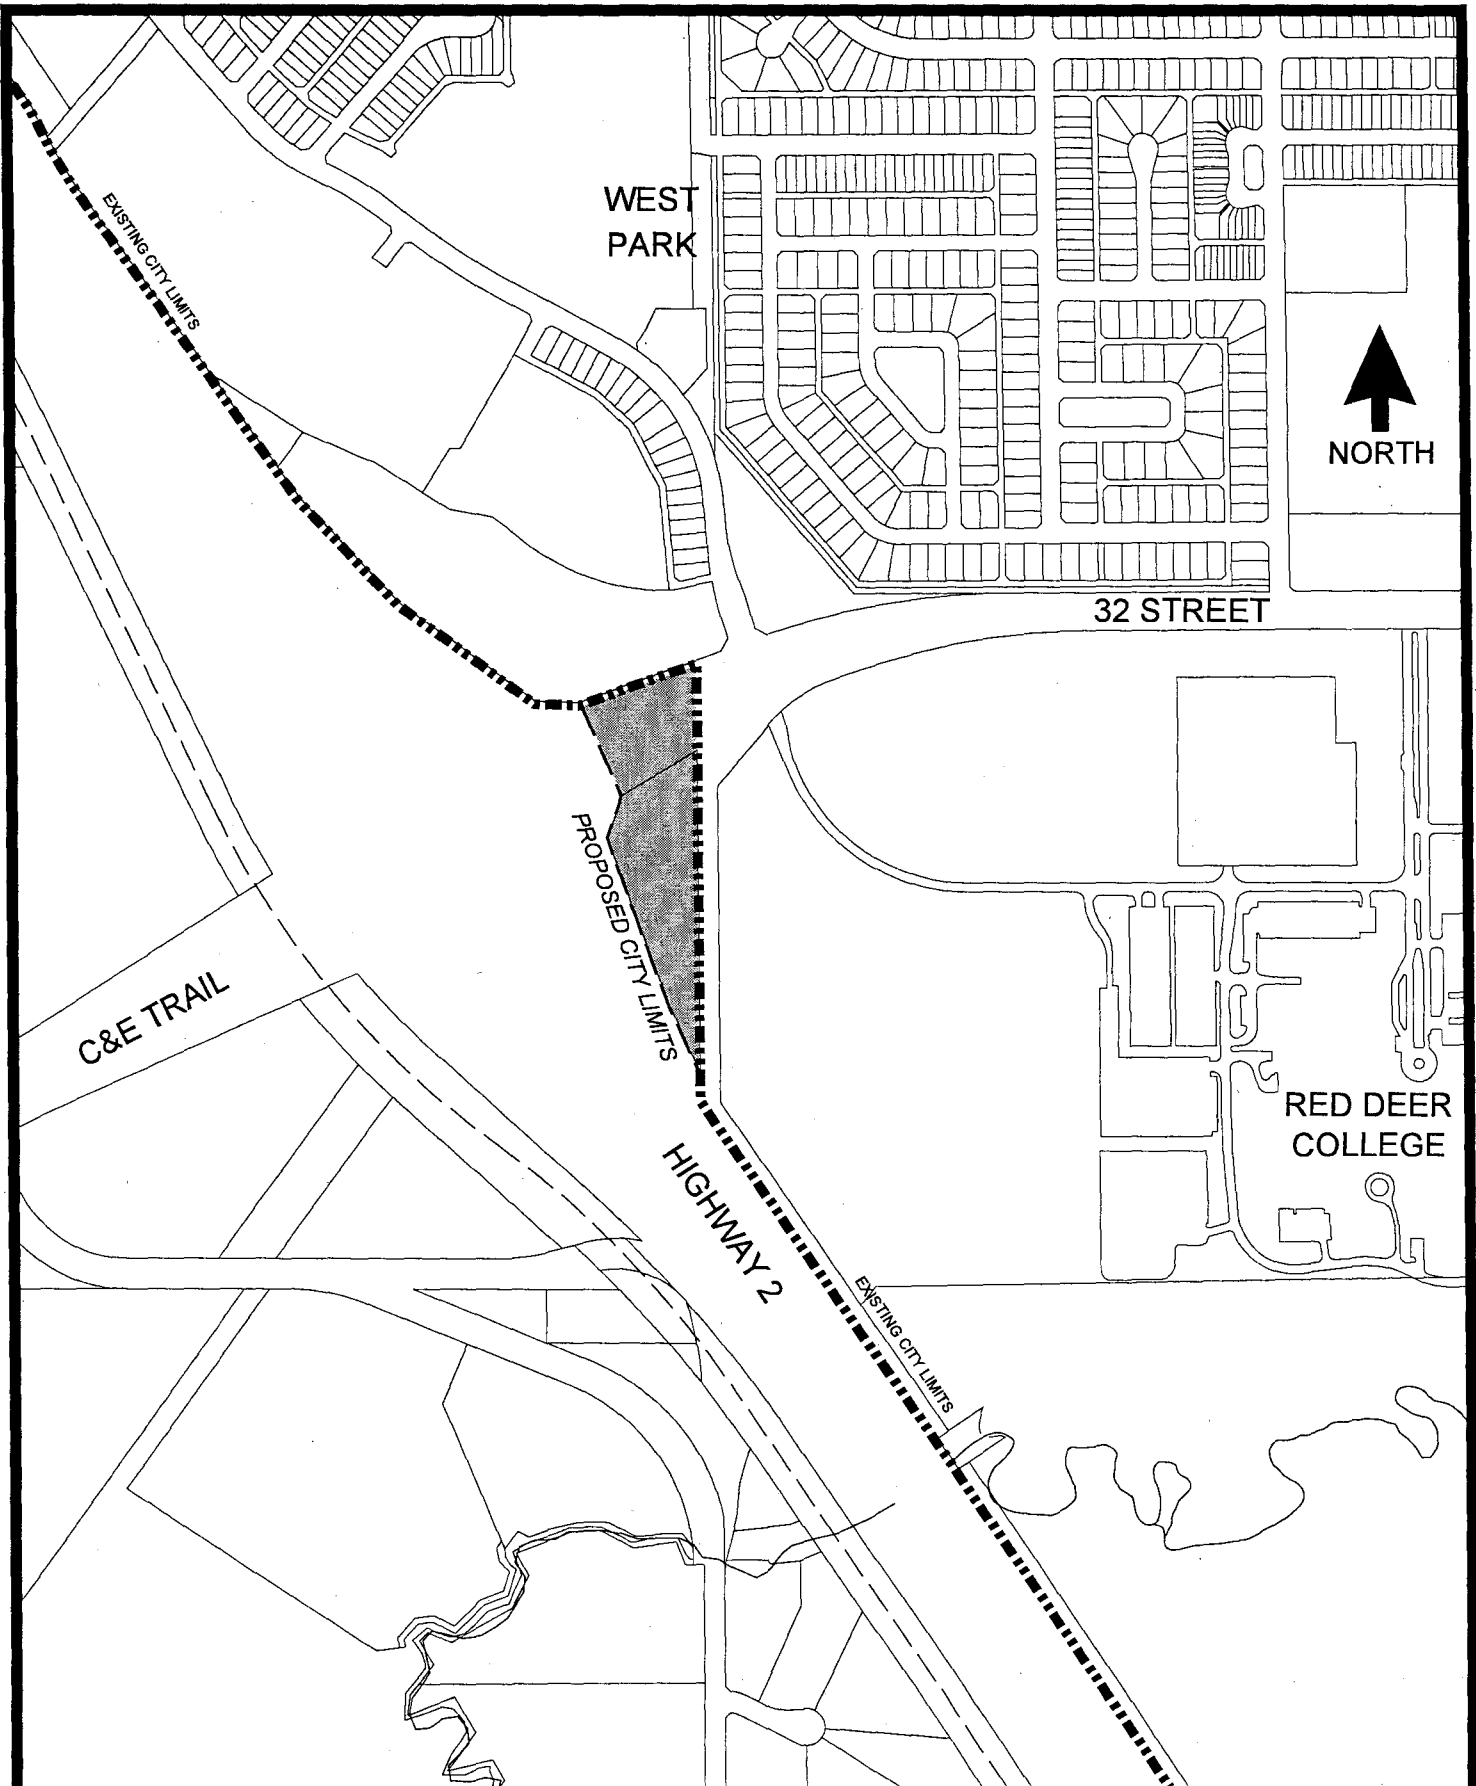 EXISTING CITY LIMITS
WEST
PARK
NORTH
32 STREET
PROPOSED CITY LIMITS
C&E TRAIL
RED DEER
COLLEGE
HIGHWAY 2
EXISTING CITY LIMITS